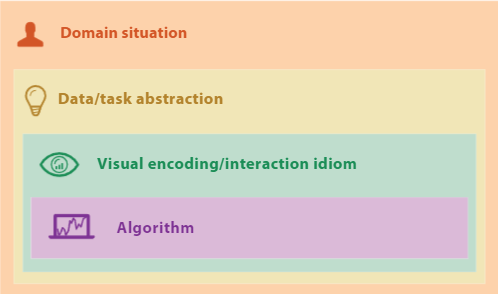 Domain situation
Data/task abstraction
Visual encoding/interaction idiom
Algorithm